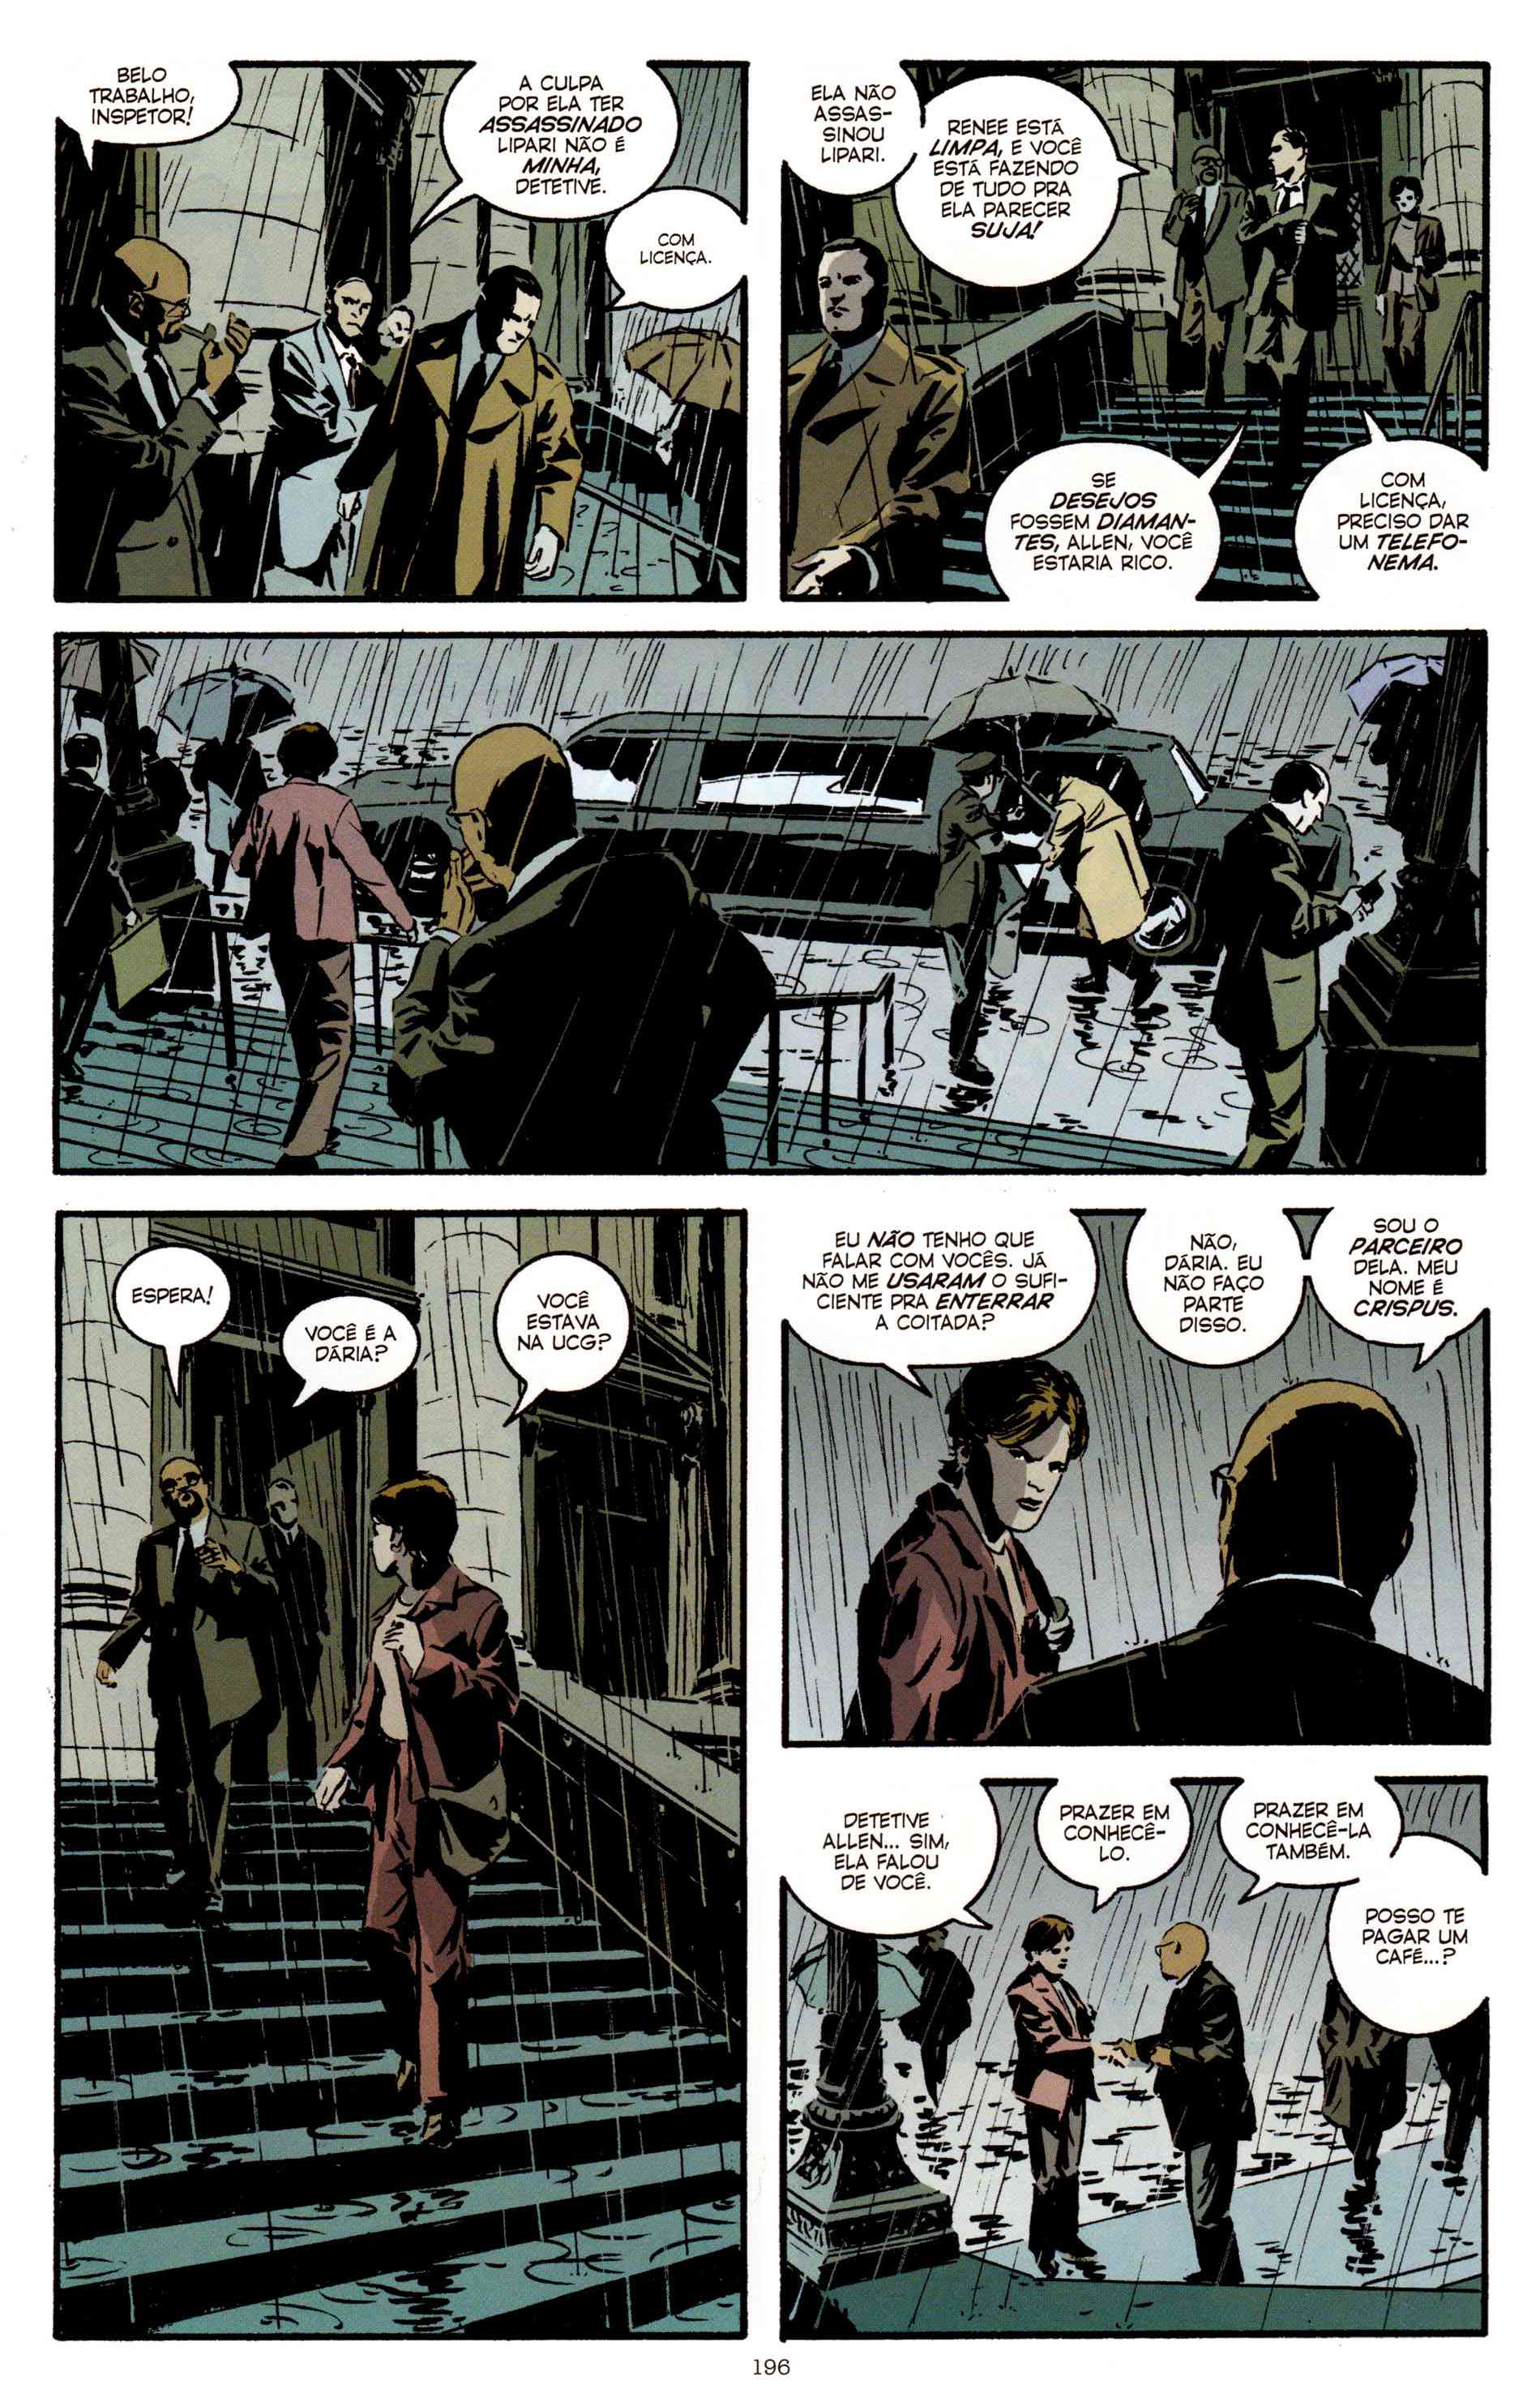 BELO
TRABALHO,
INSPETOR!
A CULPA
POR ELA TER
ASSASSINADO
LIPARI NÃO É
MINHA,
DETETIVE.
COM
LICENÇA.
ELA NÃO
ASSAS-
SINOU
LIPARI.
RENEE ESTÁ
LIMPA, E VOCÊ
ESTÁ FAZENDO
DE TUDO PRA
ELA PARECER
SUJA!
SE
DESEJOS
FOSSEM DIAMAN-
TES, ALLEN, VOCÊ
ESTARIA RICO.
COM
LICENÇA,
PRECISO DAR
UM TELEFO-
NEMA.
ESPERA!
VOCÊ É A
DÁRIA?
VOCÊ
ESTAVA
NA UCG?
EU NÃO TENHO QUE
FALAR COM VOCÊS. JÁ
NÃO ME USARAM O SUFI-
CIENTE PRA ENTERRAR
A COITADA?
NÃO,
DÁRIA. EU
NÃO FAÇO
PARTE
DISSO.
SOU O
PARCEIRO
DELA. MEU
NOME É
CRISPUS.
DETETIVE
ALLEN... SIM,
ELA FALOU
DE VOCÊ.
PRAZER EM
CONHECÊ-
LO.
PRAZER EM
CONHECÊ-LA
TAMBÉM.
POSSO TE
PAGAR UM
CAFÉ...?
196